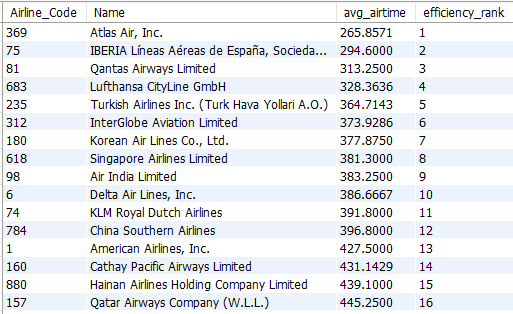 Airline_Code Name avg_airtime efficiency_rank
369 Atlas Air, Inc. 265.8571 1
75 IBERIA Líneas Aéreas de España, Socieda... 294.6000 2
81 Qantas Airways Limited 313.2500 3
683 Lufthansa CityLine GmbH 328.3636 4
235 Turkish Airlines Inc. (Turk Hava Yollari A.O.) 364.7143 5
312 InterGlobe Aviation Limited 373.9286 6
180 Korean Air Lines Co., Ltd. 377.8750 7
618 Singapore Airlines Limited 381.3000 8
98 Air India Limited 383.2500 9
6 Delta Air Lines, Inc. 386.6667 10
74 KLM Royal Dutch Airlines 391.8000 11
784 China Southern Airlines 396.8000 12
1 American Airlines, Inc. 427.5000 13
160 Cathay Pacific Airways Limited 431.1429 14
880 Hainan Airlines Holding Company Limited 439.1000 15
157 Qatar Airways Company (W.L.L.) 445.2500 16